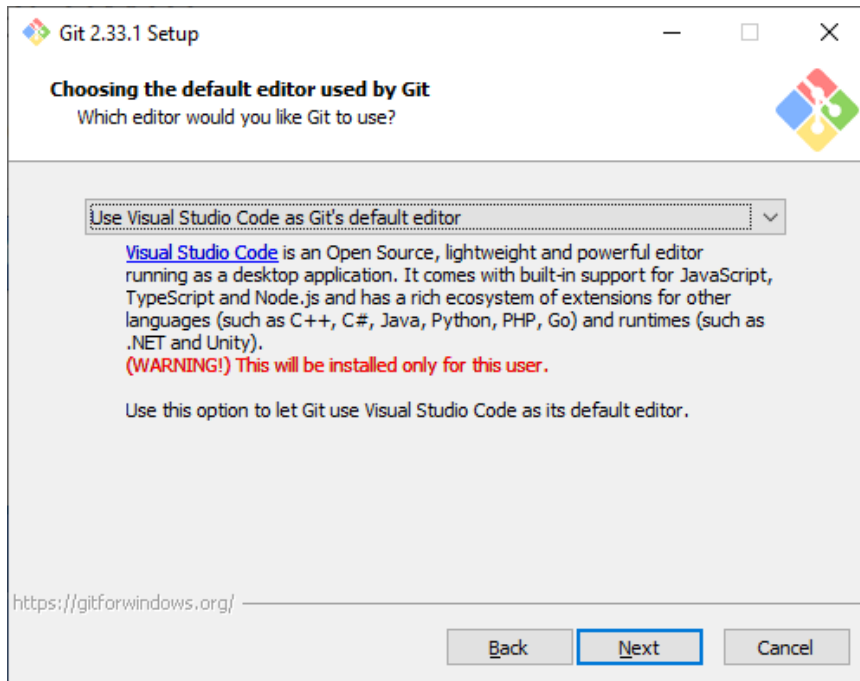 Git 2.33.1 Setup
Choosing the default editor used by Git
Which editor would you like Git to use?
Use Visual Studio Code as Git's default editor
Visual Studio Code is an Open Source, lightweight and powerful editor
running as a desktop application. It comes with built-in support for JavaScript,
TypeScript and Node.js and has a rich ecosystem of extensions for other
languages (such as C++, C#, Java, Python, PHP, Go) and runtimes (such as
.NET and Unity).
(WARNING!) This will be installed only for this user.
Use this option to let Git use Visual Studio Code as its default editor.
https://gitforwindows.org/
Back Next Cancel